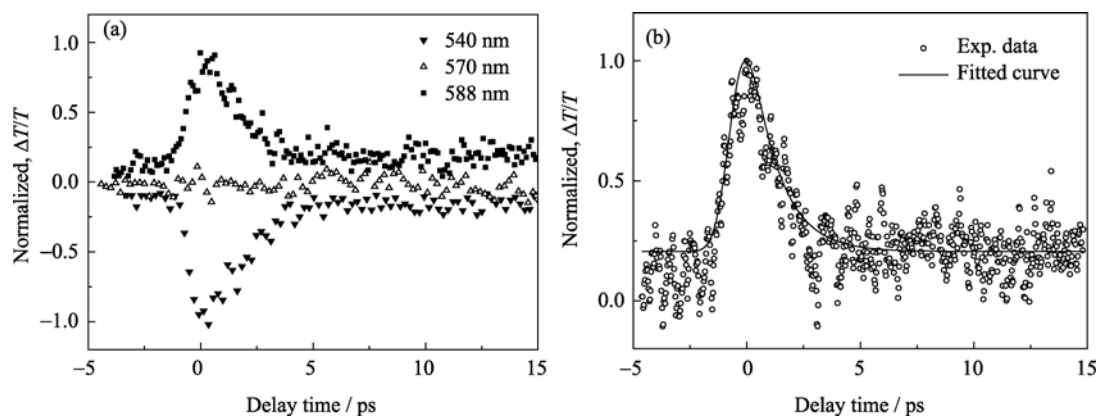 (a)
540 nm
570 nm
588 nm
Normalized, ΔT/T
1.0
0.5
0.0
−0.5
−1.0
−5
0
5
10
15
Delay time / ps
(b)
Exp. data
Fitted curve
Normalized, ΔT/T
1.0
0.5
0.0
−5
0
5
10
15
Delay time / ps